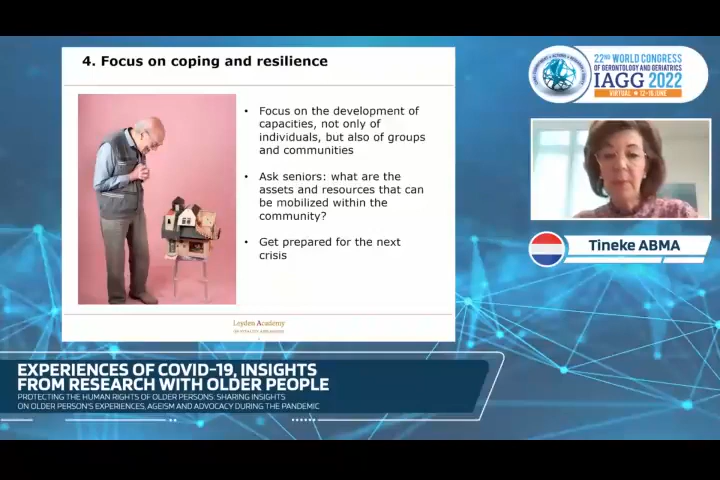 4. Focus on coping and resilience
• Focus on the development of
capacities, not only of
individuals, but also of groups
and communities
• Ask seniors: what are the
assets and resources that can
be mobilized within the
community?
• Get prepared for the next
crisis
Leyden Academy
22ND WORLD CONGRESS
OF GERONTOLOGY AND GERIATRICS
IAGG 2022
VIRTUAL • 12-16 JUNE
Tineke ABMA
EXPERIENCES OF COVID-19, INSIGHTS
FROM RESEARCH WITH OLDER PEOPLE
PROTECTING THE HUMAN RIGHTS OF OLDER PERSONS: SHARING INSIGHTS
ON OLDER PERSON'S EXPERIENCES, AGEISM AND ADVOCACY DURING THE PANDEMIC